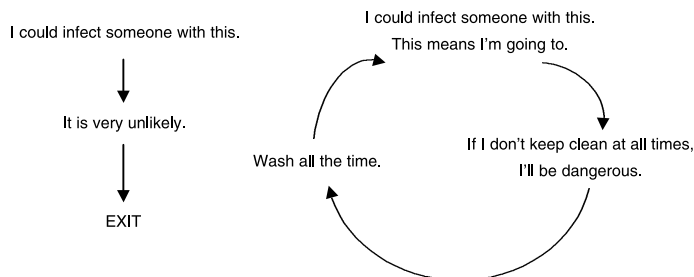 I could infect someone with this.
It is very unlikely.
EXIT
I could infect someone with this.
This means I'm going to.
If I don't keep clean at all times,
I'll be dangerous.
Wash all the time.